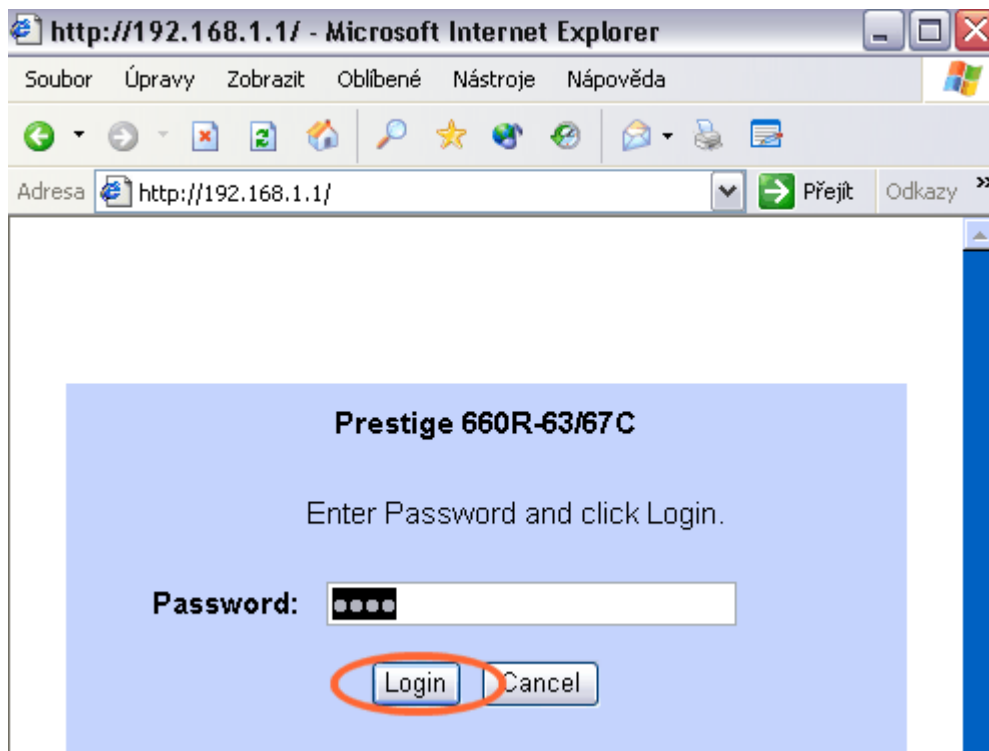 http://192.168.1.1/ - Microsoft Internet Explorer
Soubor Úpravy Zobrazit Oblíbené Nástroje Nápověda
Adresa http://192.168.1.1/ Přejít Odkazy »
Prestige 660R-63/67C
Enter Password and click Login.
Password: ••••
Login Cancel